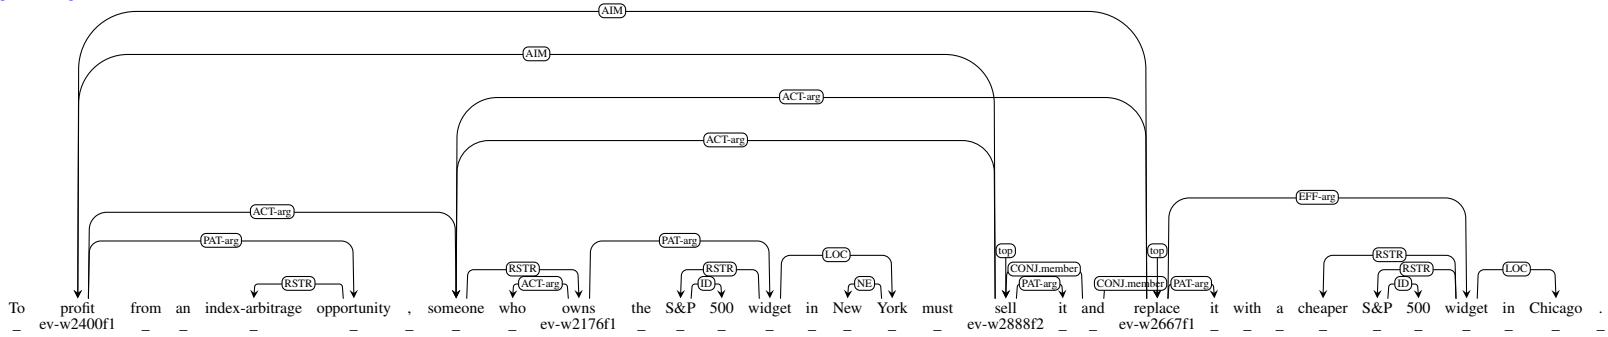 AIM
AIM
ACT-arg
ACT-arg
EFF-arg
ACT-arg
PAT-arg PAT-arg
top top
LOC RSTR
RSTR RSTR CONJ.member RSTR LOC
RSTR ACT-arg ID NE PAT-arg CONJ.member PAT-arg ID
To profit from an index-arbitrage opportunity , someone who owns the S&P 500 widget in New York must sell it and replace it with a cheaper S&P 500 widget in Chicago .
_ ev-w2400f1 _ _ _ _ _ _ _ ev-w2176f1 _ _ _ _ _ _ _ _ ev-w2888f2 _ _ ev-w2667f1 _ _ _ _ _ _ _ _ _ _